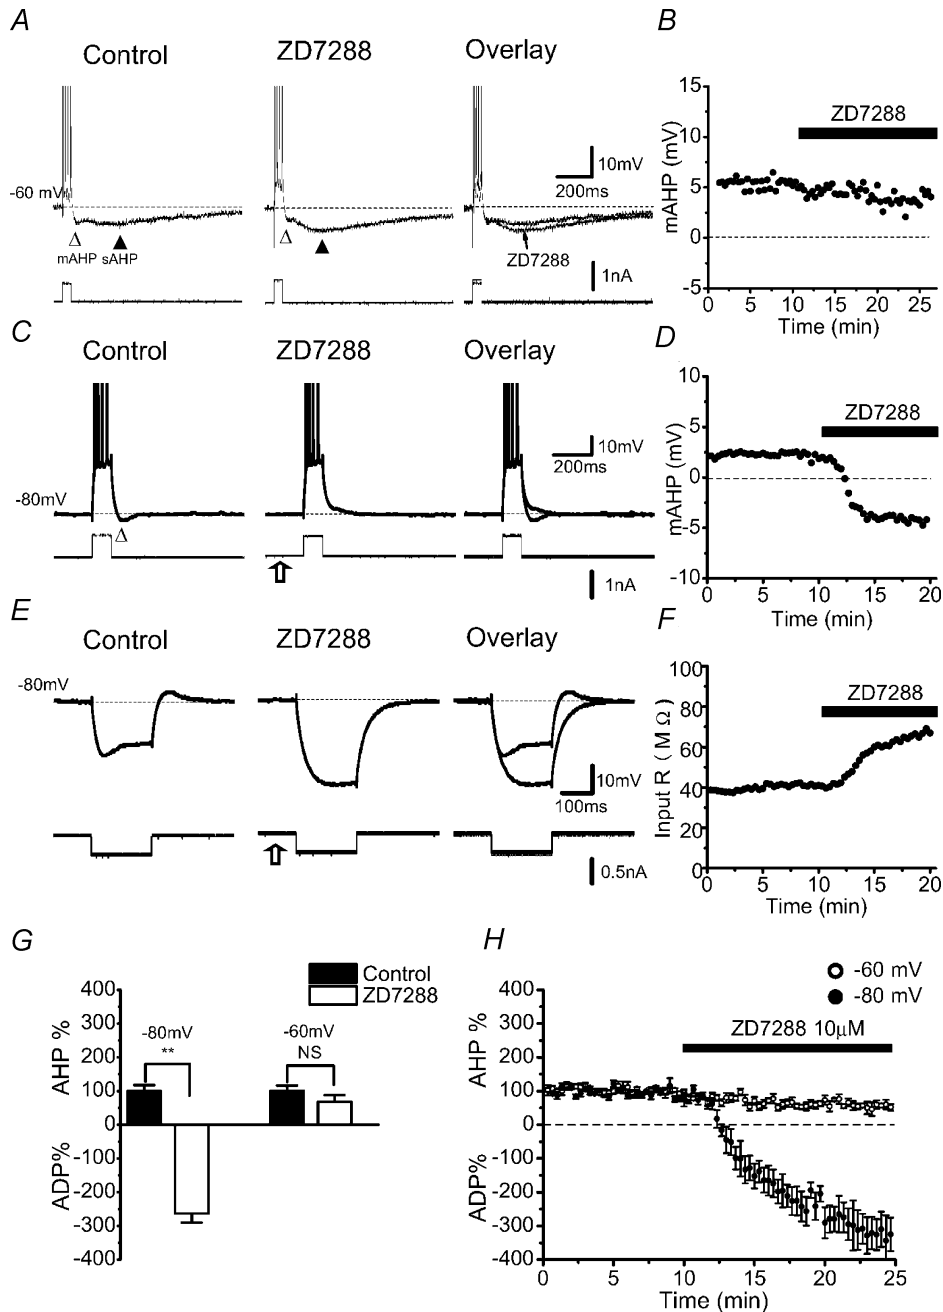 A
Control
ZD7288
Overlay
-60 mV
10mV
200ms
mAHP sAHP
ZD7288
1nA
B
15
10
5
0
-5
mAHP (mV)
ZD7288
0 5 10 15 20 25
Time (min)
C
Control
ZD7288
Overlay
-80mV
10mV
200ms
1nA
D
10
5
0
-5
-10
mAHP (mV)
ZD7288
0 5 10 15 20
Time (min)
E
Control
ZD7288
Overlay
-80mV
10mV
100ms
0.5nA
F
100
80
60
40
20
0
Input R ( M Ω )
ZD7288
0 5 10 15 20
Time (min)
G
Control
ZD7288
400
300
200
100
0
-100
-200
-300
-400
AHP %
ADP%
-80mV
**
-60mV
NS
H
-60 mV
-80 mV
ZD7288 10μM
400
300
200
100
0
-100
-200
-300
-400
AHP %
ADP%
0 5 10 15 20 25
Time (min)